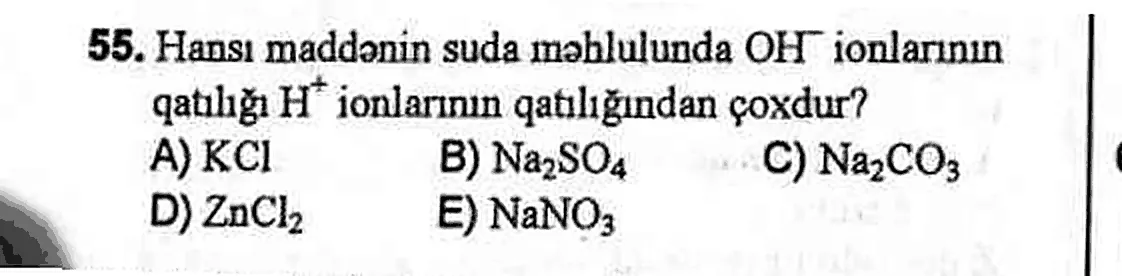 55. Hansı maddənin suda məhlulunda OH⁻ ionlarının
qatılığı H⁺ ionlarının qatılığından çoxdur?
A) KCl B) Na₂SO₄ C) Na₂CO₃
D) ZnCl₂ E) NaNO₃